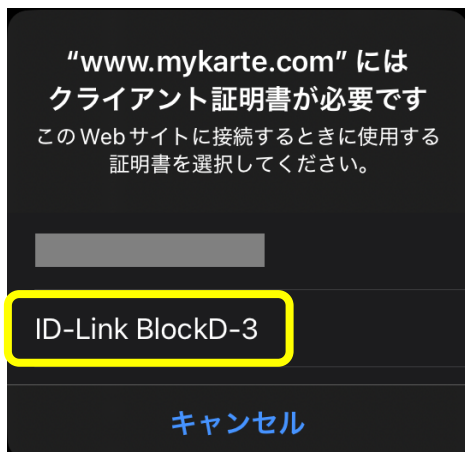 “www.mykarte.com” には
クライアント証明書が必要です
このWebサイトに接続するときに使用する
証明書を選択してください。
ID-Link BlockD-3
キャンセル